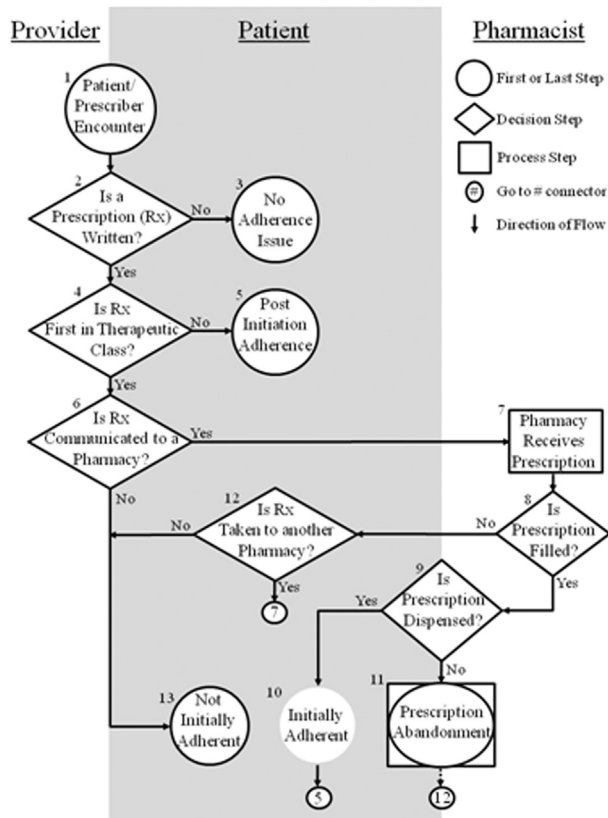 Provider
Patient
Pharmacist
1
Patient/
Prescriber
Encounter
First or Last Step
Decision Step
Process Step
# Go to # connector
Direction of Flow
2
Is a
Prescription (Rx)
Written?
No
3
No
Adherence
Issue
Yes
4
Is Rx
First in Therapeutic
Class?
No
5
Post
Initiation
Adherence
Yes
6
Is Rx
Communicated to a
Pharmacy?
Yes
7
Pharmacy
Receives
Prescription
No
12
Is Rx
Taken to another
Pharmacy?
No
Yes
7
8
Is
Prescription
Filled?
No
Yes
9
Is
Prescription
Dispensed?
Yes
No
13
Not
Initially
Adherent
10
Initially
Adherent
5
11
Prescription
Abandonment
12